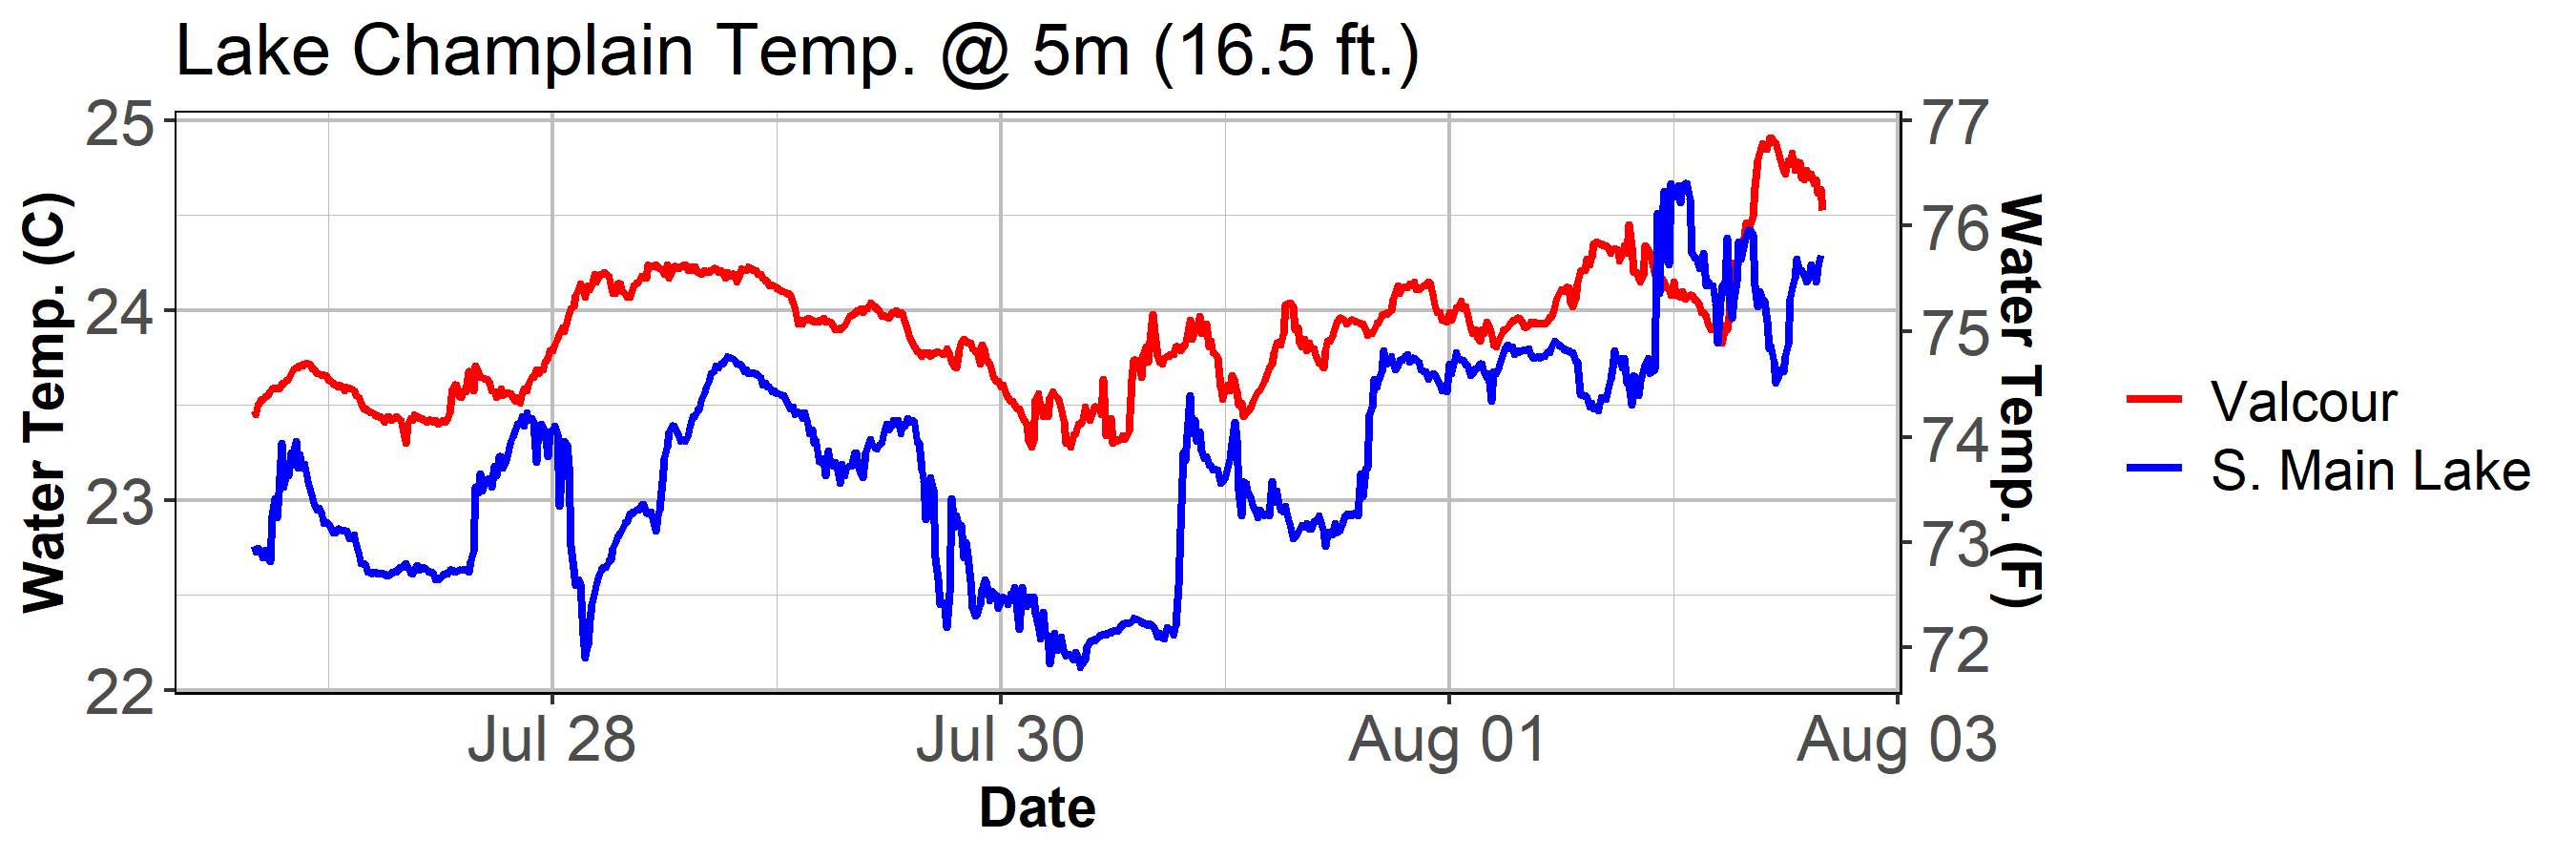 Lake Champlain Temp. @ 5m (16.5 ft.)
Water Temp. (C)
25
24
23
22
77
76
75
74
73
72
Water Temp. (F)
Jul 28
Jul 30
Aug 01
Aug 03
Date
Valcour
S. Main Lake